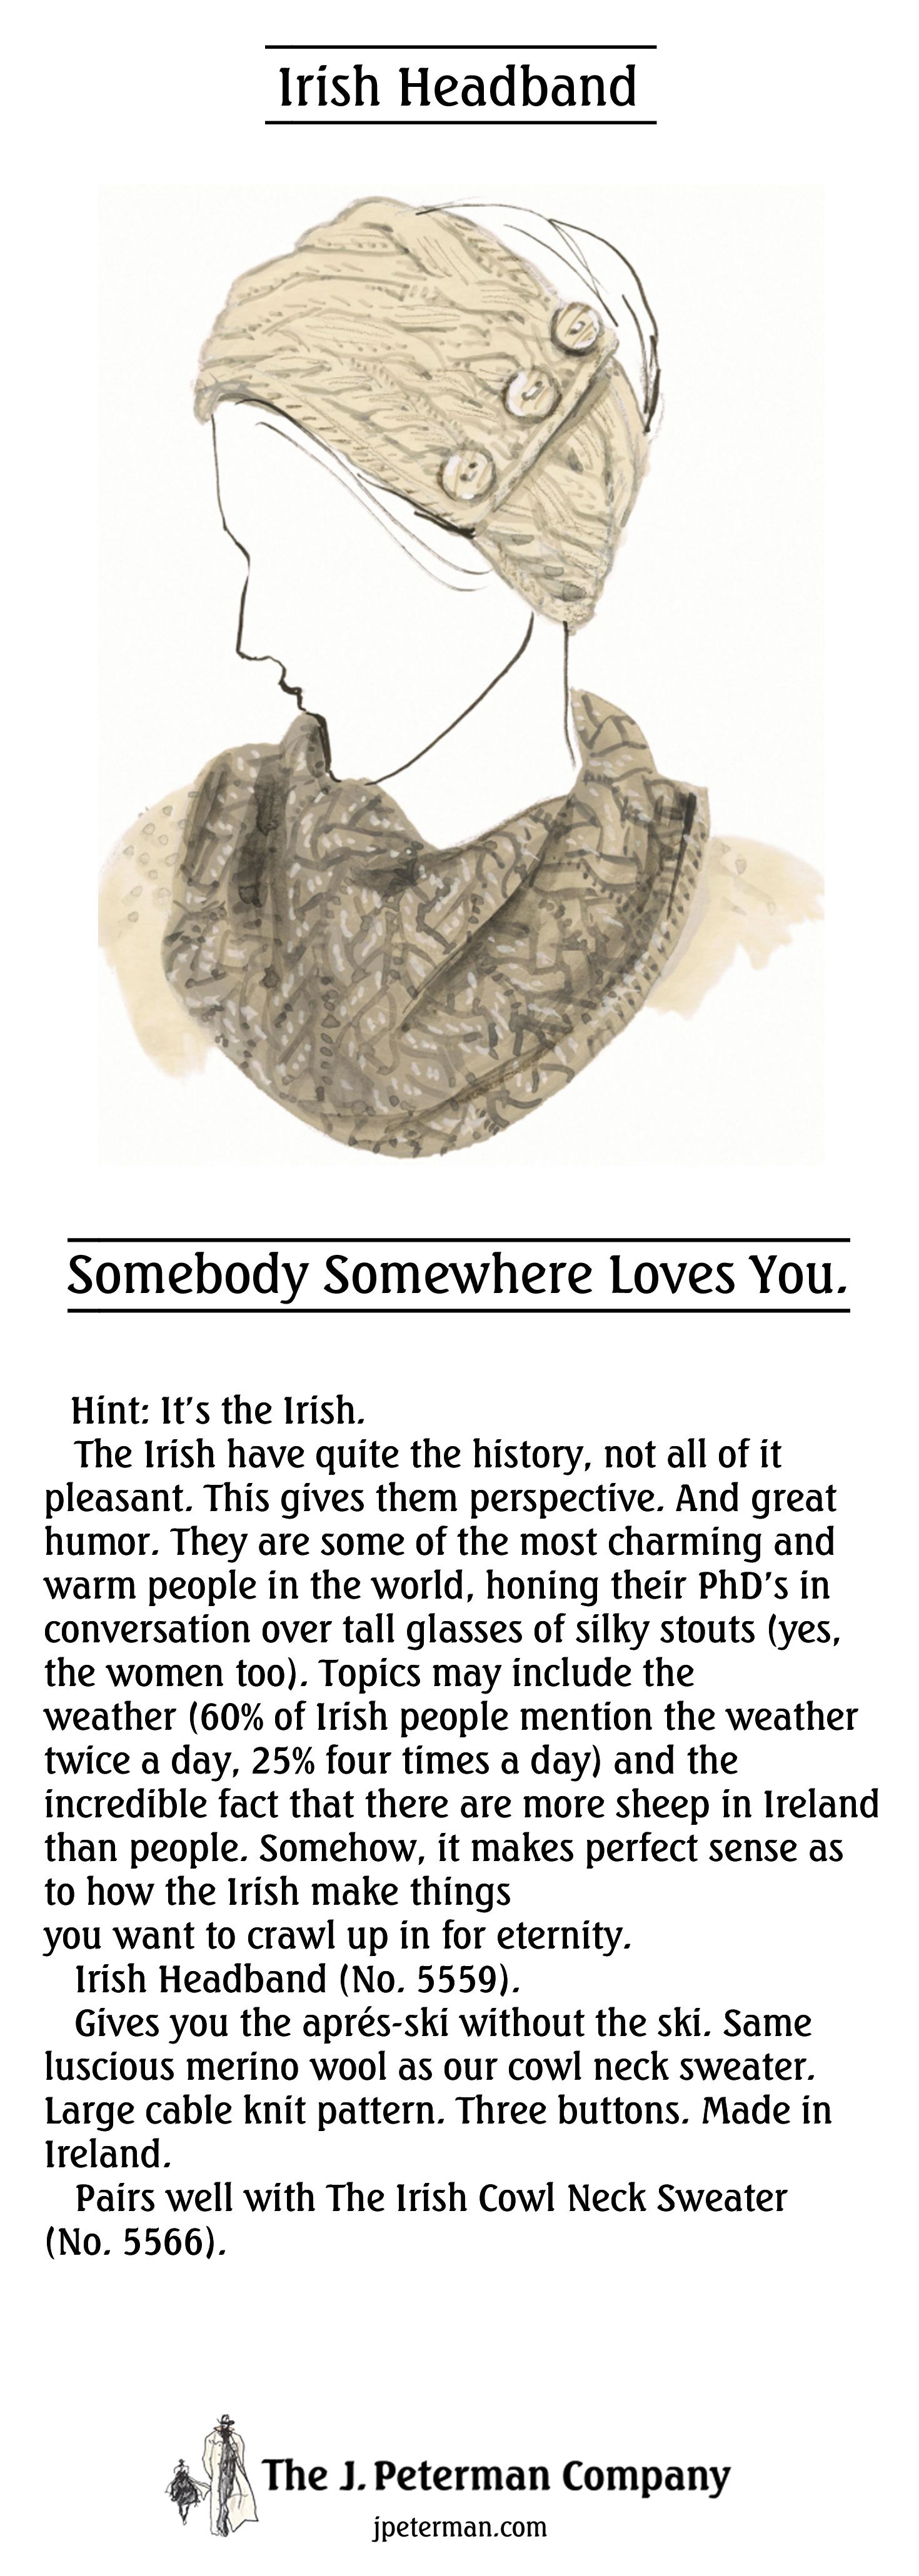 Irish Headband
Somebody Somewhere Loves You.
Hint: It's the Irish.
The Irish have quite the history, not all of it
pleasant. This gives them perspective. And great
humor. They are some of the most charming and
warm people in the world, honing their PhD's in
conversation over tall glasses of silky stouts (yes,
the women too). Topics may include the
weather (60% of Irish people mention the weather
twice a day, 25% four times a day) and the
incredible fact that there are more sheep in Ireland
than people. Somehow, it makes perfect sense as
to how the Irish make things
you want to crawl up in for eternity.
Irish Headband (No. 5559).
Gives you the aprés-ski without the ski. Same
luscious merino wool as our cowl neck sweater.
Large cable knit pattern. Three buttons. Made in
Ireland.
Pairs well with The Irish Cowl Neck Sweater
(No. 5566).
The J. Peterman Company
jpeterman.com